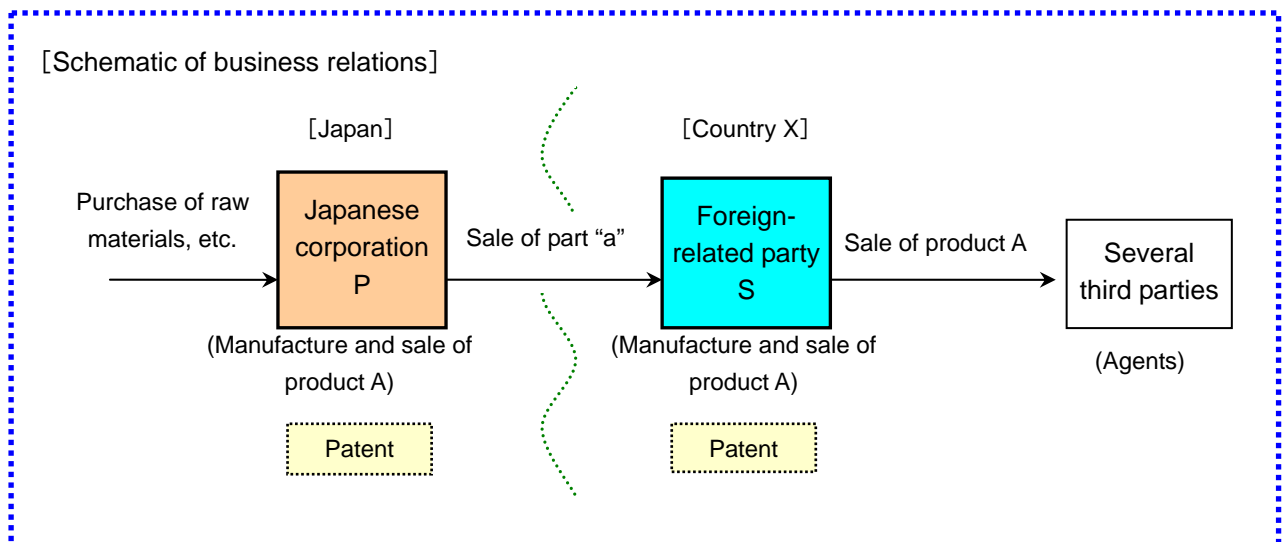 ［Schematic of business relations］
［Japan］
［Country X］
Purchase of raw
materials, etc.
Japanese
corporation
P
Sale of part “a”
Foreign-
related party
S
Sale of product A
Several
third parties
(Manufacture and sale of
product A)
(Manufacture and sale of
product A)
(Agents)
Patent
Patent